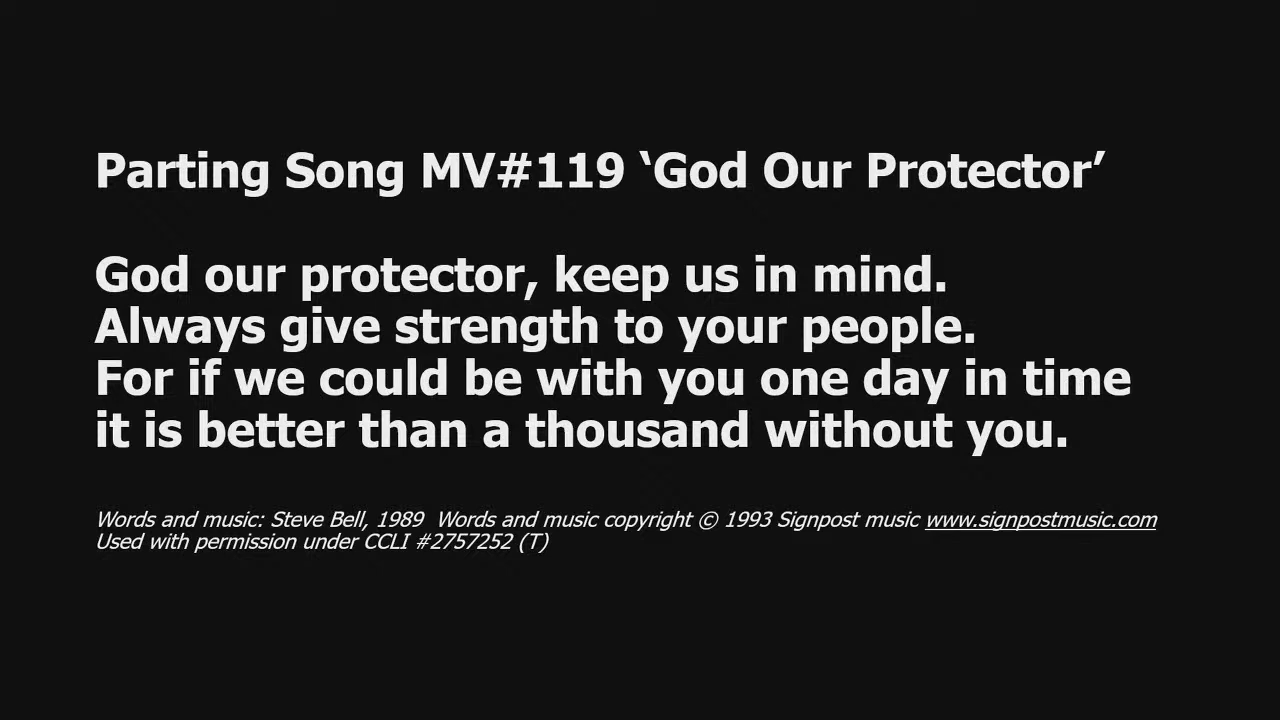 Parting Song MV#119 ‘God Our Protector’
God our protector, keep us in mind.
Always give strength to your people.
For if we could be with you one day in time
it is better than a thousand without you.
Words and music: Steve Bell, 1989  Words and music copyright © 1993 Signpost music www.signpostmusic.com
Used with permission under CCLI #2757252 (T)